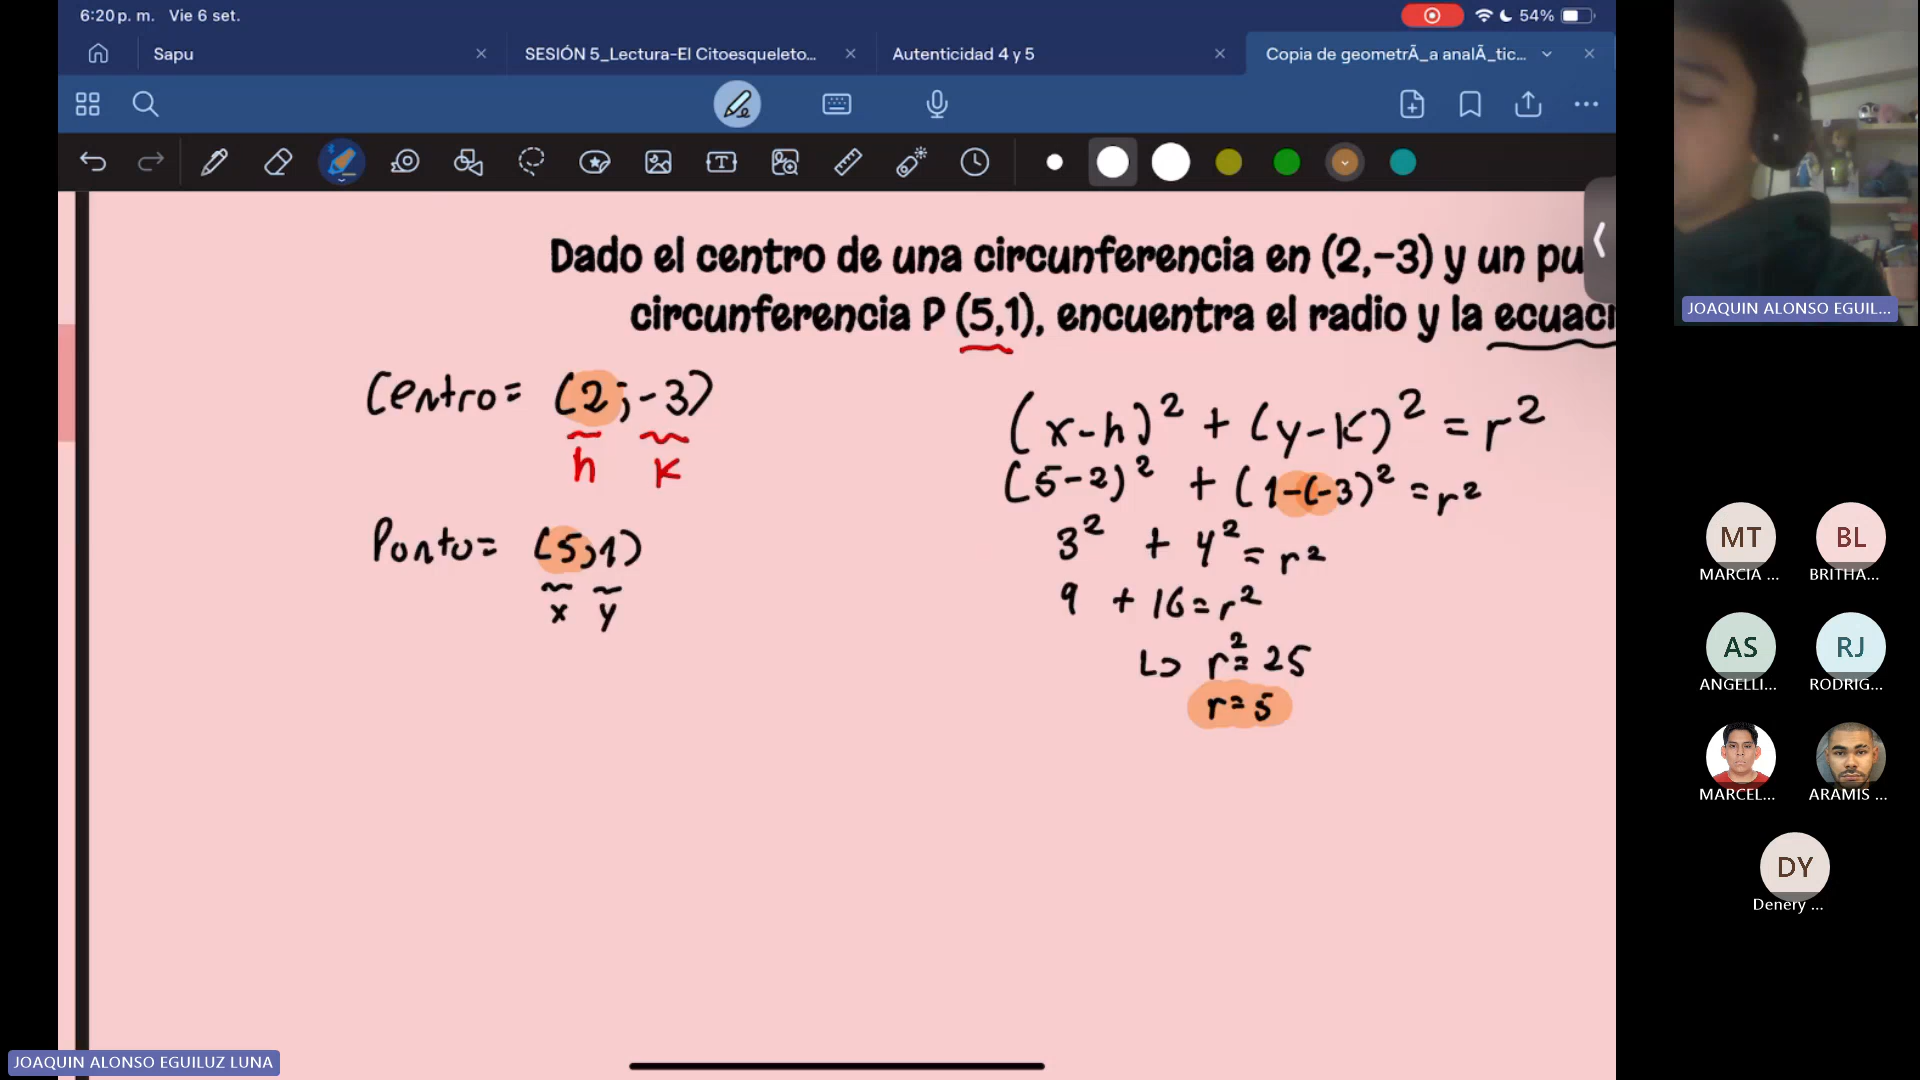 6:20 p. m. Vie 6 set.
54%
Sapu
SESIÓN 5_Lectura-El Citoesqueleto...
Autenticidad 4 y 5
Copia de geometrÃ_a analÃ_tic...
Dado el centro de una circunferencia en (2,-3) y un pu
circunferencia P (5,1), encuentra el radio y la ecuaci
Centro= (2;-3)
h K
Punto= (5,1)
x y
(x-h)² + (y-K)² = r²
(5-2)² + (1-(-3)² = r²
3² + 4² = r²
9 + 16 = r²
↳ r² = 25
r = 5
JOAQUIN ALONSO EGUIL...
MT
MARCIA ...
BL
BRITHA...
AS
ANGELLI...
RJ
RODRIG...
MARCEL...
ARAMIS ...
DY
Denery ...
JOAQUIN ALONSO EGUILUZ LUNA